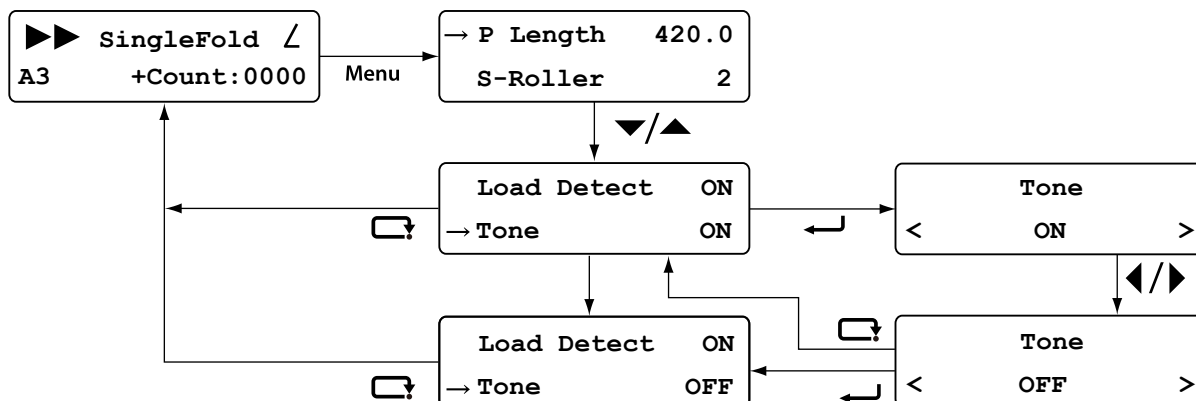 ▶▶ SingleFold ∠
A3 +Count:0000
Menu
→ P Length 420.0
S-Roller 2
▼/▲
Load Detect ON
→ Tone ON
Tone
< ON >
◀/▶
Load Detect ON
→ Tone OFF
Tone
< OFF >